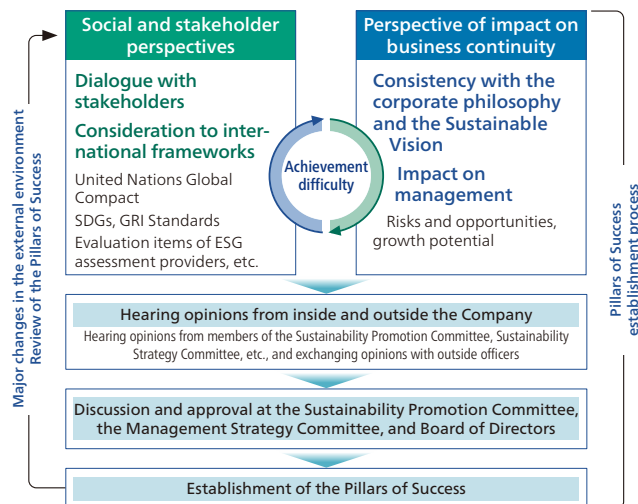 Social and stakeholder
perspectives
Dialogue with
stakeholders
Consideration to inter-
national frameworks
United Nations Global
Compact
SDGs, GRI Standards
Evaluation items of ESG
assessment providers, etc.
Achievement
difficulty
Perspective of impact on
business continuity
Consistency with the
corporate philosophy
and the Sustainable
Vision
Impact on
management
Risks and opportunities,
growth potential
Hearing opinions from inside and outside the Company
Hearing opinions from members of the Sustainability Promotion Committee, Sustainability
Strategy Committee, etc., and exchanging opinions with outside officers
Discussion and approval at the Sustainability Promotion Committee,
the Management Strategy Committee, and Board of Directors
Establishment of the Pillars of Success
Major changes in the external environment
Review of the Pillars of Success
Pillars of Success
establishment process